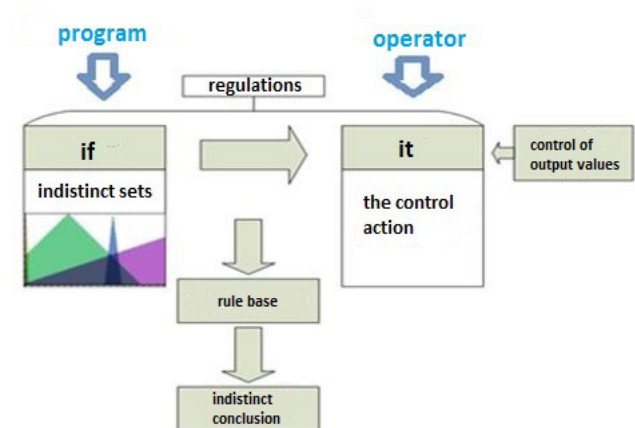 program
operator
regulations
if
it
control of
output values
indistinct sets
the control
action
rule base
indistinct
conclusion